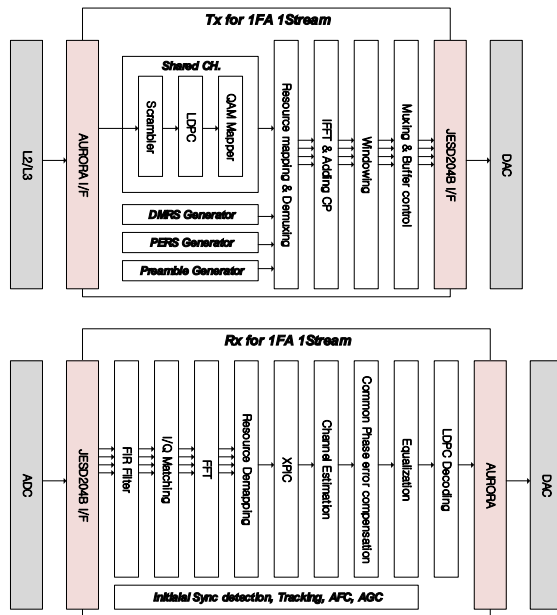 Tx for 1FA 1Stream
L2/L3
AURORA I/F
Shared CH.
Scrambler
LDPC
QAM Mapper
DMRS Generator
PERS Generator
Preamble Generator
Resource mapping & Demuxing
IFFT & Adding CP
Windowing
Muxing & Buffer control
JESD204B I/F
DAC
Rx for 1FA 1Stream
ADC
JESD204B I/F
FIR Filter
I/Q Matching
FFT
Resource Demapping
XPIC
Channel Estimation
Common Phase error compensation
Equalization
LDPC Decoding
AURORA
DAC
Initial Sync detection, Tracking, AFC, AGC